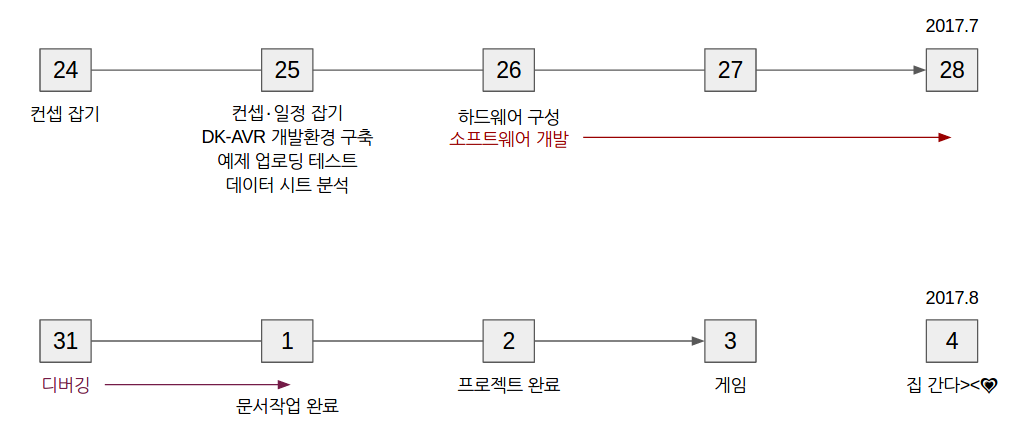 2017.7
24
25
26
27
28
컨셉 잡기
컨셉·일정 잡기
DK-AVR 개발환경 구축
예제 업로딩 테스트
데이터 시트 분석
하드웨어 구성
소프트웨어 개발
2017.8
31
1
2
3
4
디버깅
문서작업 완료
프로젝트 완료
게임
집 간다><💗